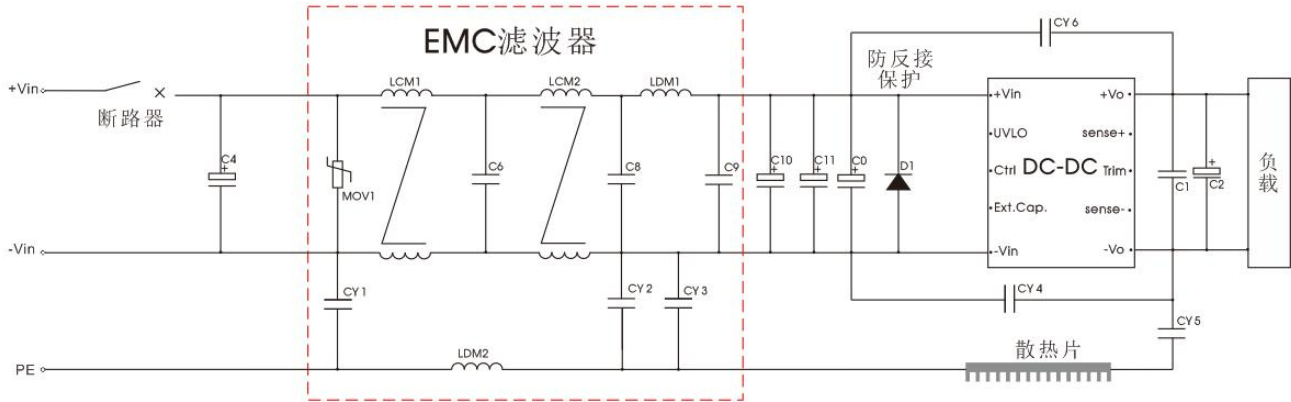 EMC滤波器
CY6
防反接
保护
LCM1
LCM2
LDM1
+Vin
断路器
C4
+
MOV1
C6
C8
C9
C10
+
C11
+
C0
+
D1
+Vin
+Vo
UVLO
sense+
Ctrl
DC-DC
Trim
Ext.Cap.
sense-
-Vin
-Vo
C1
+
C2
负载
-Vin
CY1
CY2
CY3
CY4
CY5
LDM2
散热片
PE